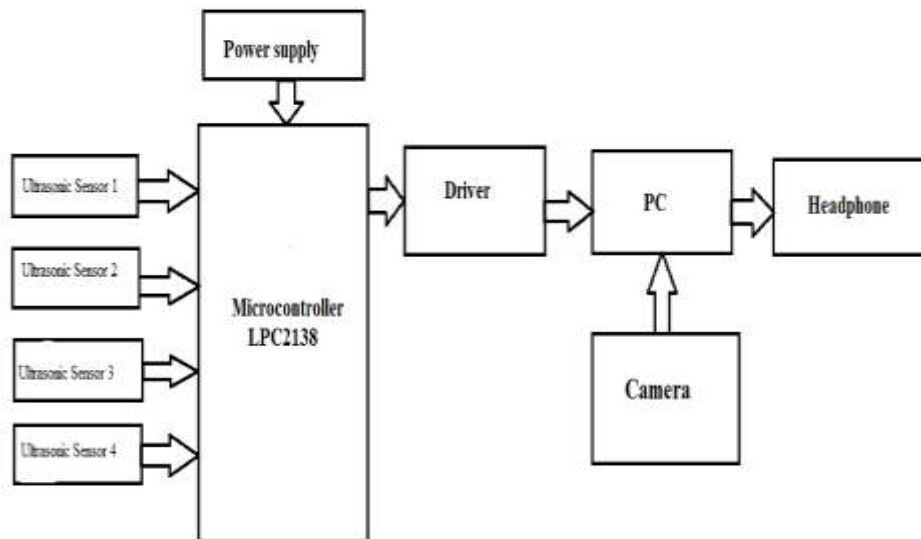 Power supply
Ultrasonic Sensor 1
Ultrasonic Sensor 2
Ultrasonic Sensor 3
Ultrasonic Sensor 4
Microcontroller
LPC2138
Driver
PC
Headphone
Camera